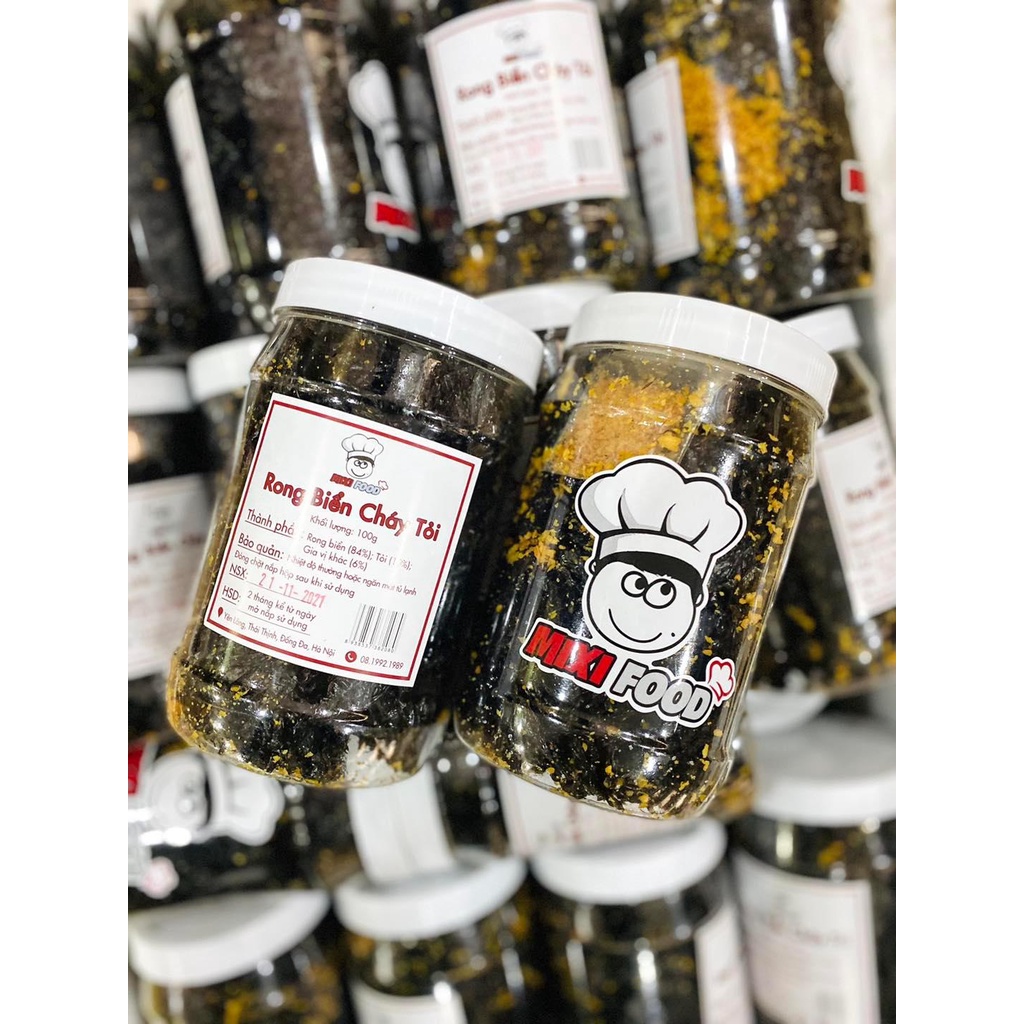 MIXI FOOD
Rong Biển Cháy Tỏi
Khối lượng: 100g
Thành phần: Rong biển (84%); Tỏi
Gia vị khác (6%)
Bảo quản: Nhiệt độ thường hoặc ngăn mát tủ lạnh
Đóng chặt nắp hộp sau khi sử dụng
NSX: 21-11-2021
HSD: 2 tháng kể từ ngày
mở nắp sử dụng
Yên Lãng, Thái Thịnh, Đống Đa, Hà Nội
08.1992.1989
MIXI FOOD
Rong Biển Cháy Tỏi